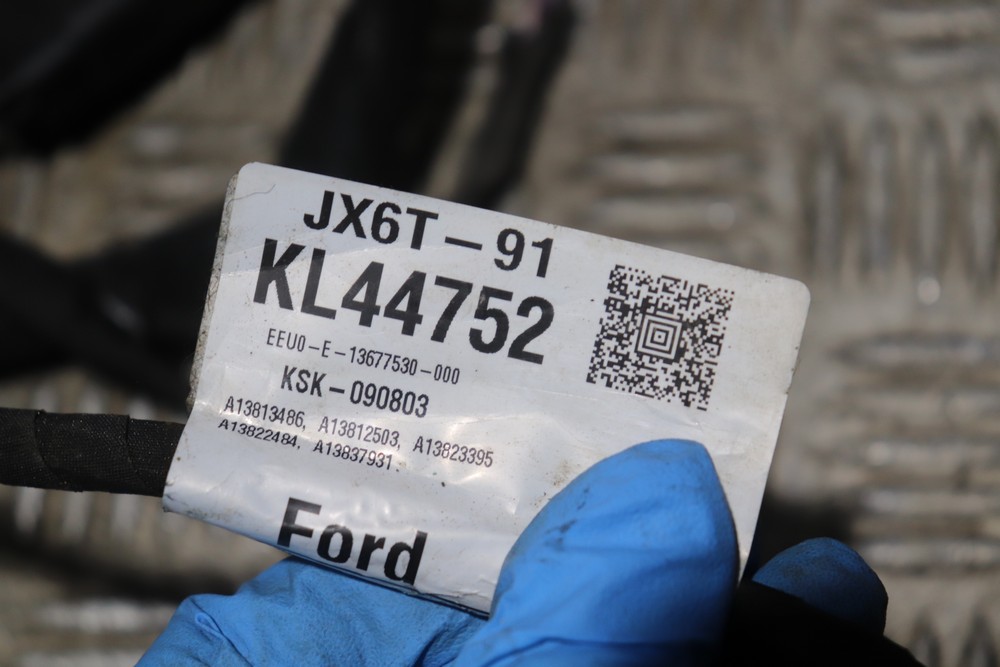 JX6T-91
KL44752
EEU0-E-13677530-000
KSK-090803
A13813486, A13812503, A13823395
A13822484, A13837931
Ford